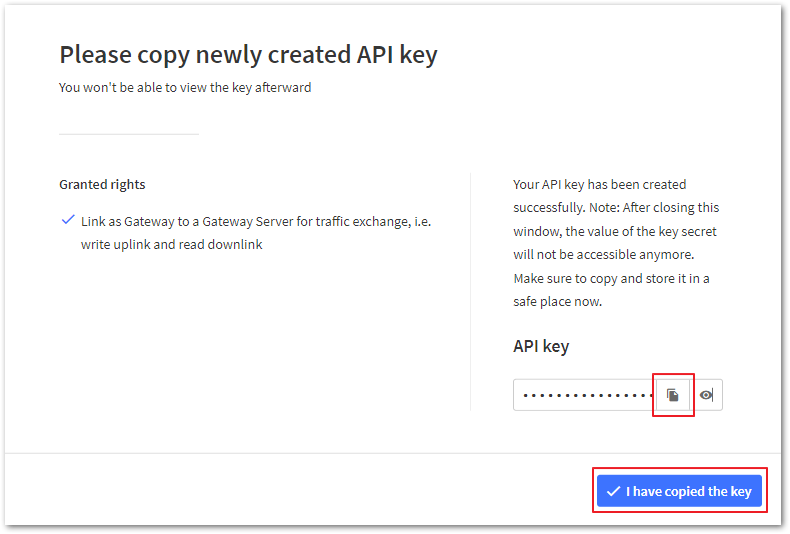 Please copy newly created API key
You won't be able to view the key afterward
Granted rights
Link as Gateway to a Gateway Server for traffic exchange, i.e.
write uplink and read downlink
Your API key has been created
successfully. Note: After closing this
window, the value of the key secret
will not be accessible anymore.
Make sure to copy and store it in a
safe place now.
API key
I have copied the key